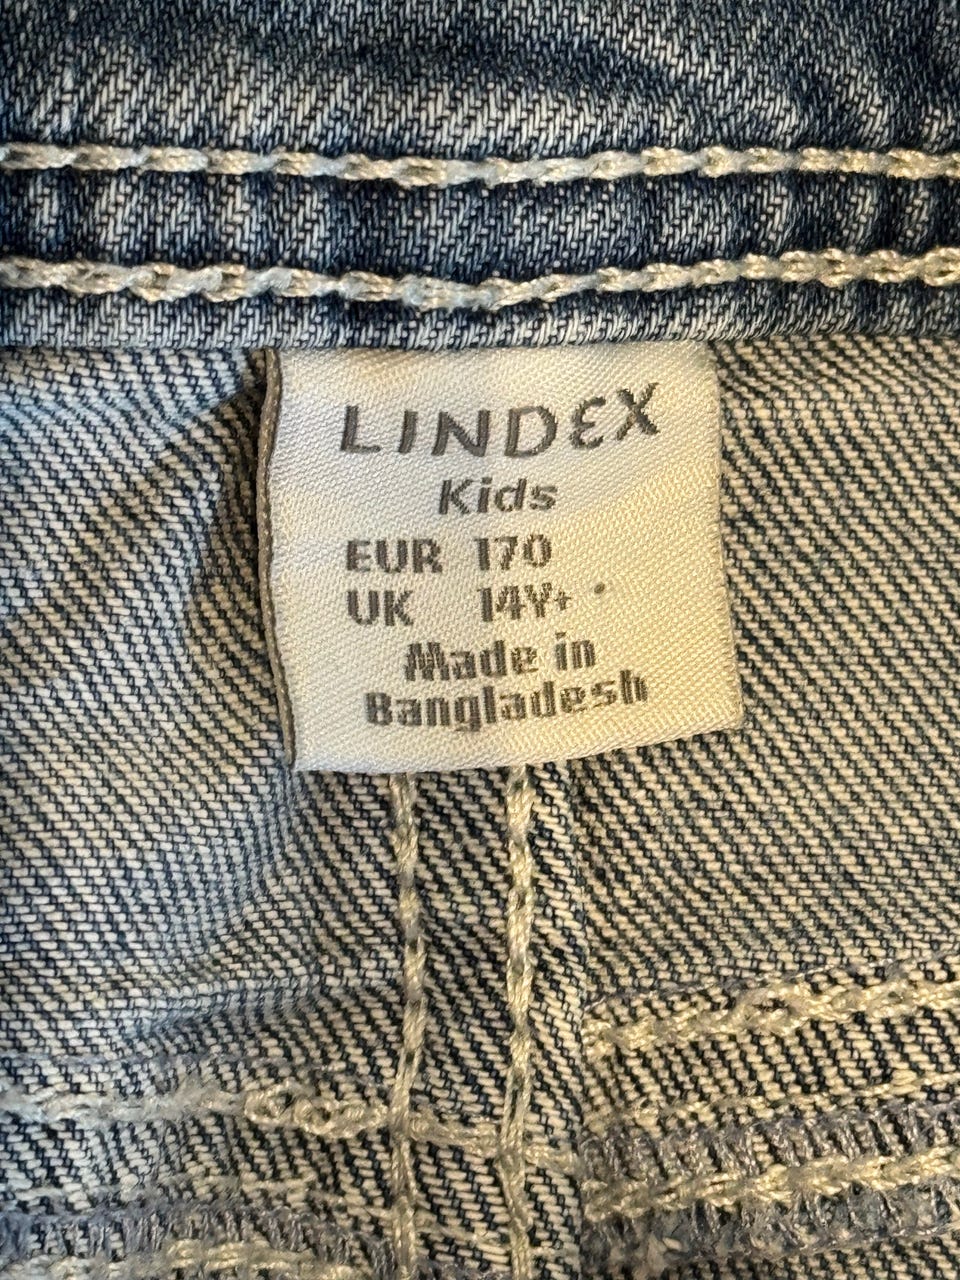 LINDEX
Kids
EUR 170
UK 14Y+
Made in
Bangladesh